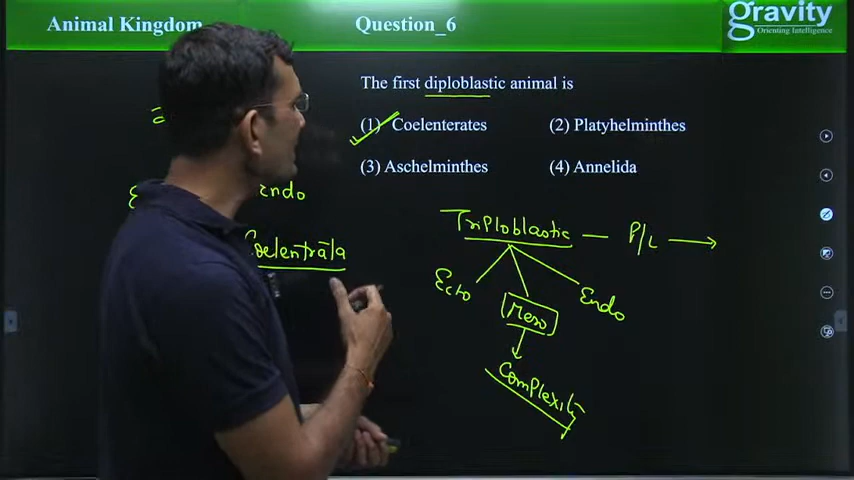 Animal Kingdom
Question_6
gravity
Orienting Intelligence
The first diploblastic animal is
(1) Coelenterates
(2) Platyhelminthes
(3) Aschelminthes
(4) Annelida
Endo
Coelentrata
Triploblastic — P/L →
Ecto
Meso
Endo
Complexity